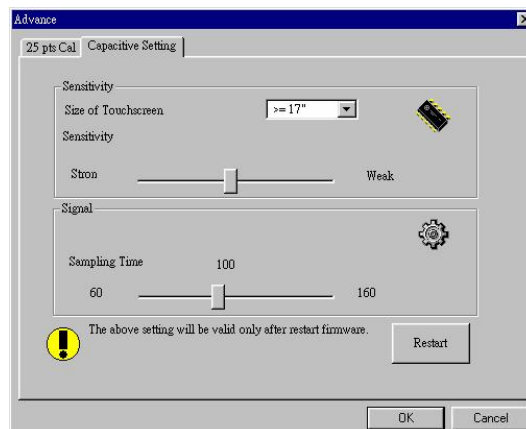 Advance
25 pts Cal Capacitive Setting
Sensitivity
Size of Touchscreen >= 17"
Sensitivity
Stron Weak
Signal
Sampling Time 100
60 160
The above setting will be valid only after restart firmware. Restart
OK Cancel